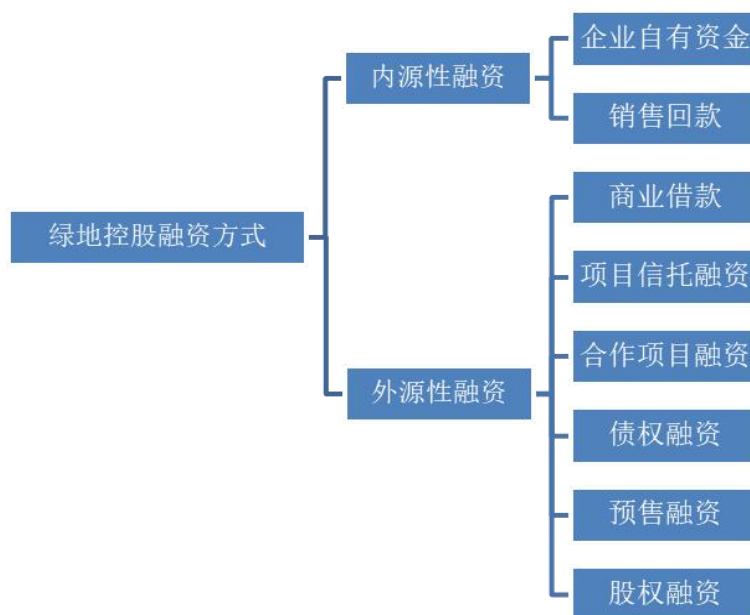 绿地控股融资方式
内源性融资
企业自有资金
销售回款
外源性融资
商业借款
项目信托融资
合作项目融资
债权融资
预售融资
股权融资